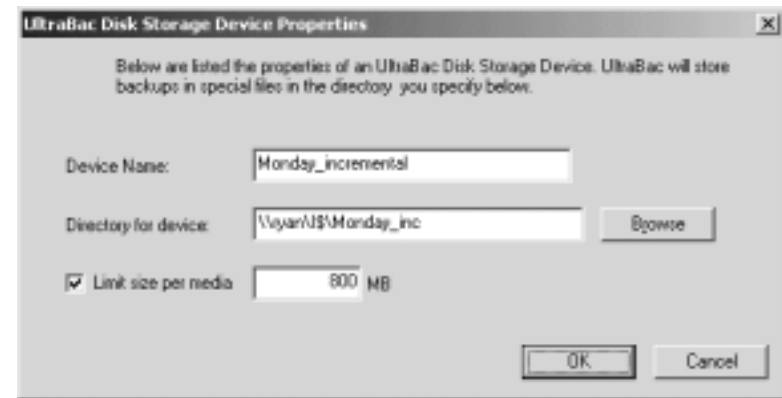 UltraBac Disk Storage Device Properties
Below are listed the properties of an UltraBac Disk Storage Device. UltraBac will store
backups in special files in the directory you specify below.
Device Name: Monday_incremental
Directory for device: \Monday_inc Browse
Limit size per media 800 MB
OK Cancel